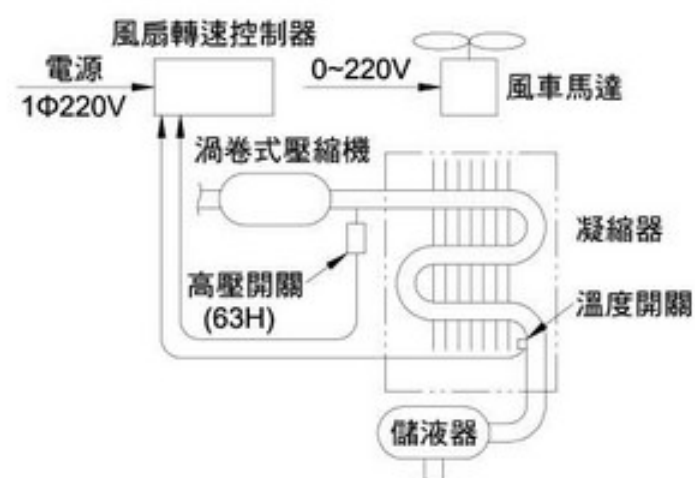 風扇轉速控制器
電源
1Φ220V
0~220V
風車馬達
渦卷式壓縮機
凝縮器
高壓開關
(63H)
溫度開關
儲液器